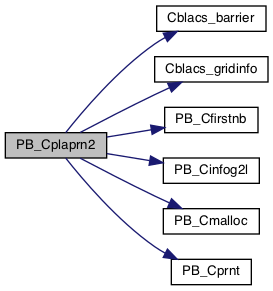 Cblacs_barrier
Cblacs_gridinfo
PB_Cfirstnb
PB_Cplaprn2
PB_Cinfog2l
PB_Cmalloc
PB_Cprnt